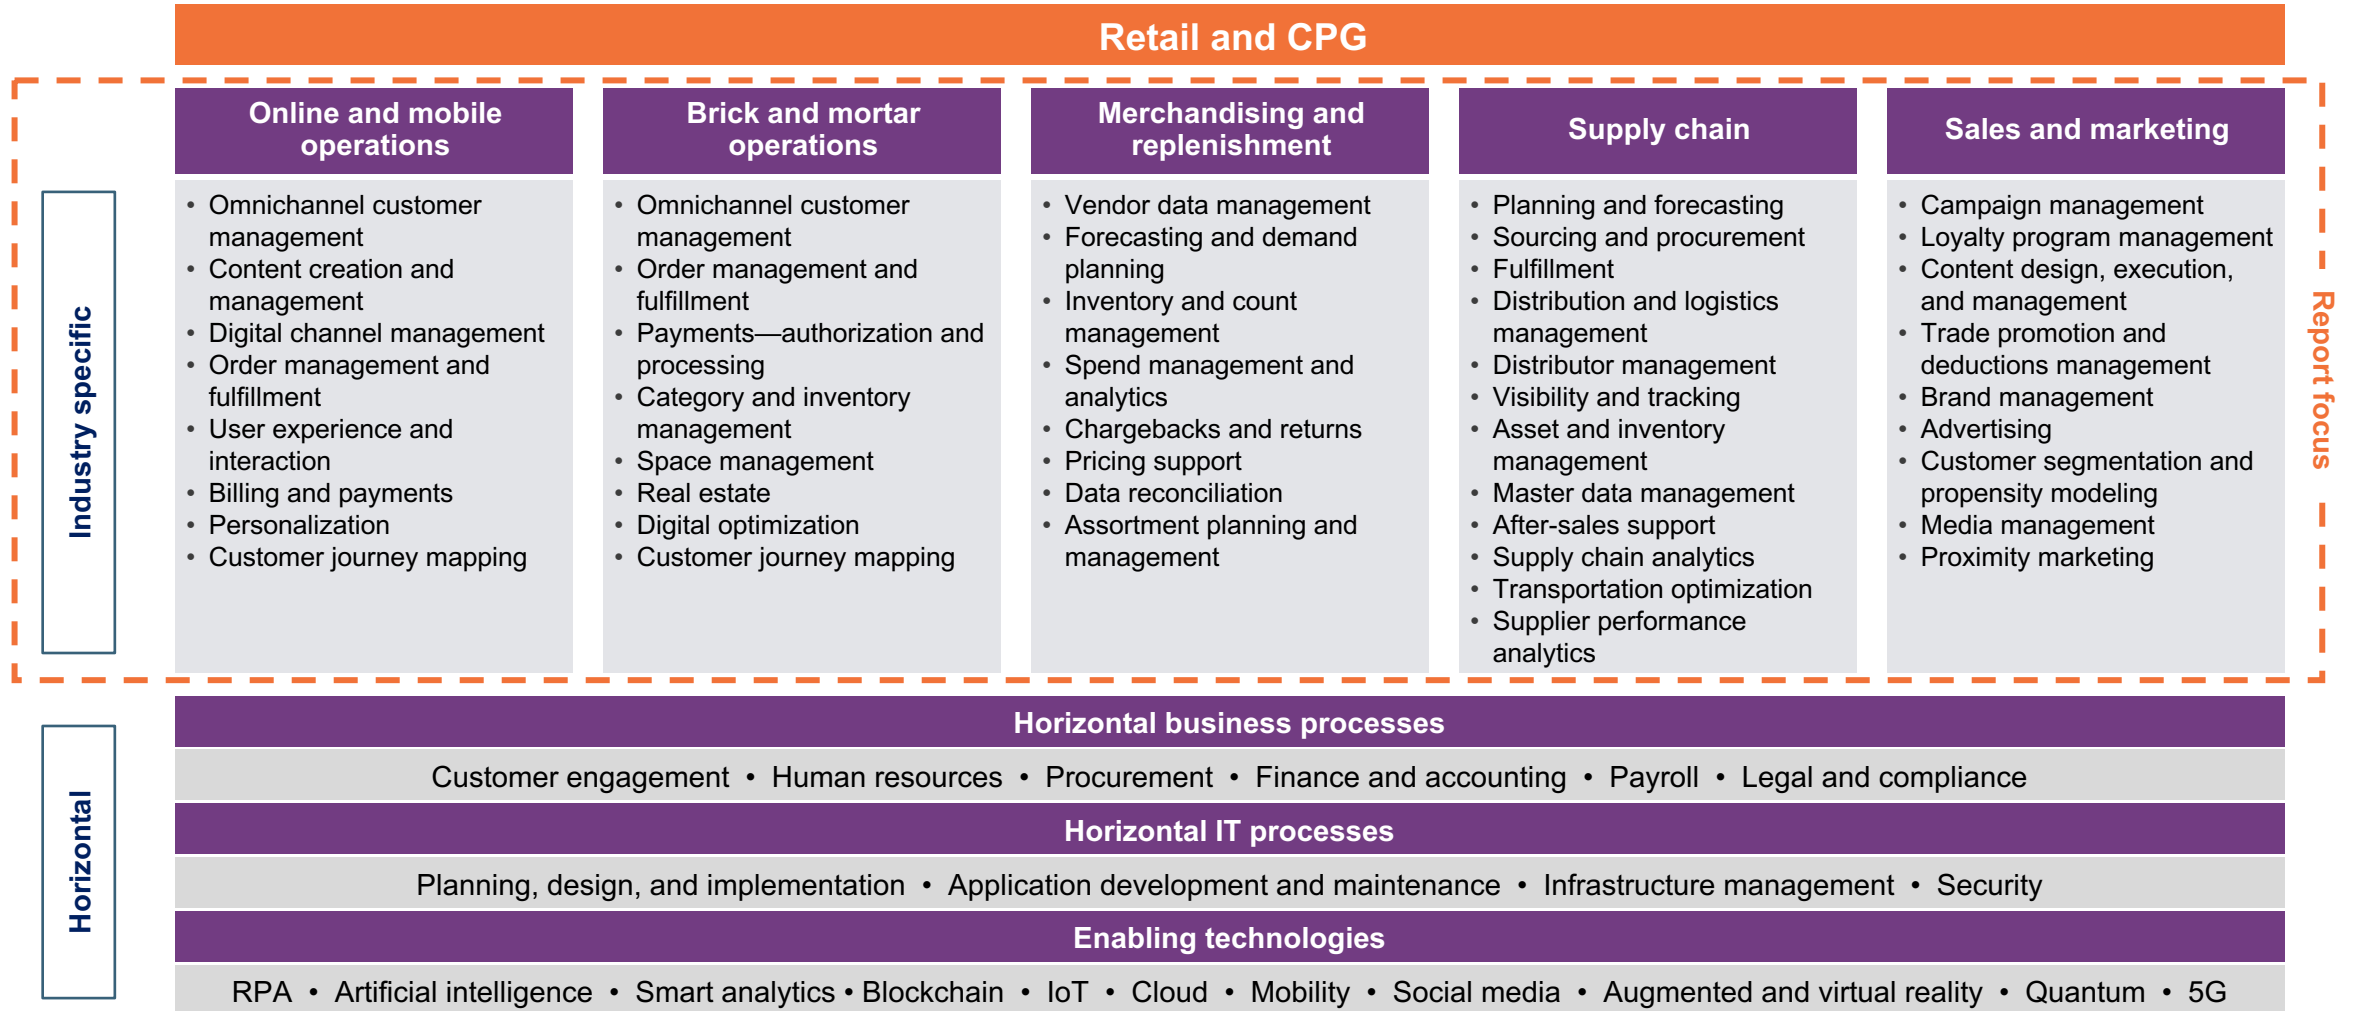 Retail and CPG
Industry specific
Online and mobile
operations
• Omnichannel customer
management
• Content creation and
management
• Digital channel management
• Order management and
fulfillment
• User experience and
interaction
• Billing and payments
• Personalization
• Customer journey mapping
Brick and mortar
operations
• Omnichannel customer
management
• Order management and
fulfillment
• Payments—authorization and
processing
• Category and inventory
management
• Space management
• Real estate
• Digital optimization
• Customer journey mapping
Merchandising and
replenishment
• Vendor data management
• Forecasting and demand
planning
• Inventory and count
management
• Spend management and
analytics
• Chargebacks and returns
• Pricing support
• Data reconciliation
• Assortment planning and
management
Supply chain
• Planning and forecasting
• Sourcing and procurement
• Fulfillment
• Distribution and logistics
management
• Distributor management
• Visibility and tracking
• Asset and inventory
management
• Master data management
• After-sales support
• Supply chain analytics
• Transportation optimization
• Supplier performance
analytics
Sales and marketing
• Campaign management
• Loyalty program management
• Content design, execution,
and management
• Trade promotion and
deductions management
• Brand management
• Advertising
• Customer segmentation and
propensity modeling
• Media management
• Proximity marketing
Report focus
Horizontal
Horizontal business processes
Customer engagement • Human resources • Procurement • Finance and accounting • Payroll • Legal and compliance
Horizontal IT processes
Planning, design, and implementation • Application development and maintenance • Infrastructure management • Security
Enabling technologies
RPA • Artificial intelligence • Smart analytics • Blockchain • IoT • Cloud • Mobility • Social media • Augmented and virtual reality • Quantum • 5G